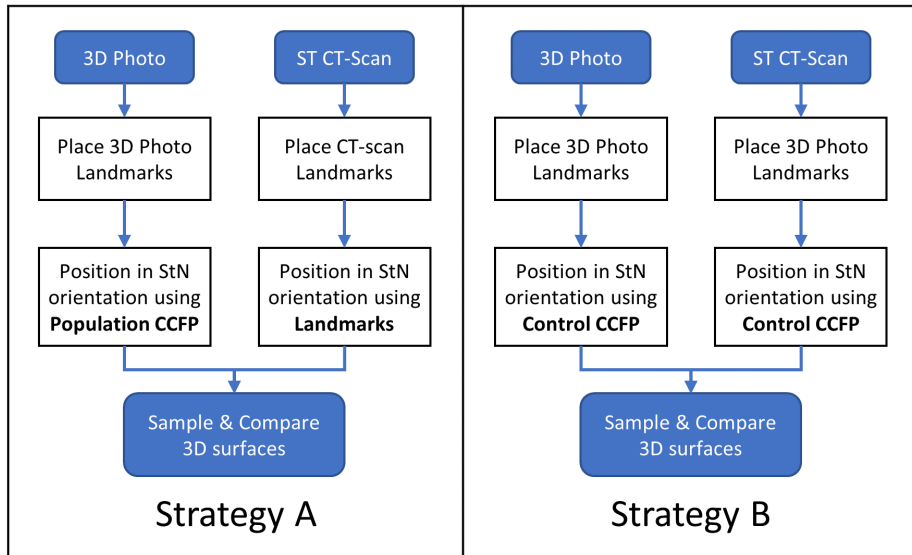 3D Photo
ST CT-Scan
Place 3D Photo
Landmarks
Place CT-scan
Landmarks
Position in StN
orientation using
Population CCFP
Position in StN
orientation using
Landmarks
Sample & Compare
3D surfaces
Strategy A
3D Photo
ST CT-Scan
Place 3D Photo
Landmarks
Place 3D Photo
Landmarks
Position in StN
orientation using
Control CCFP
Position in StN
orientation using
Control CCFP
Sample & Compare
3D surfaces
Strategy B